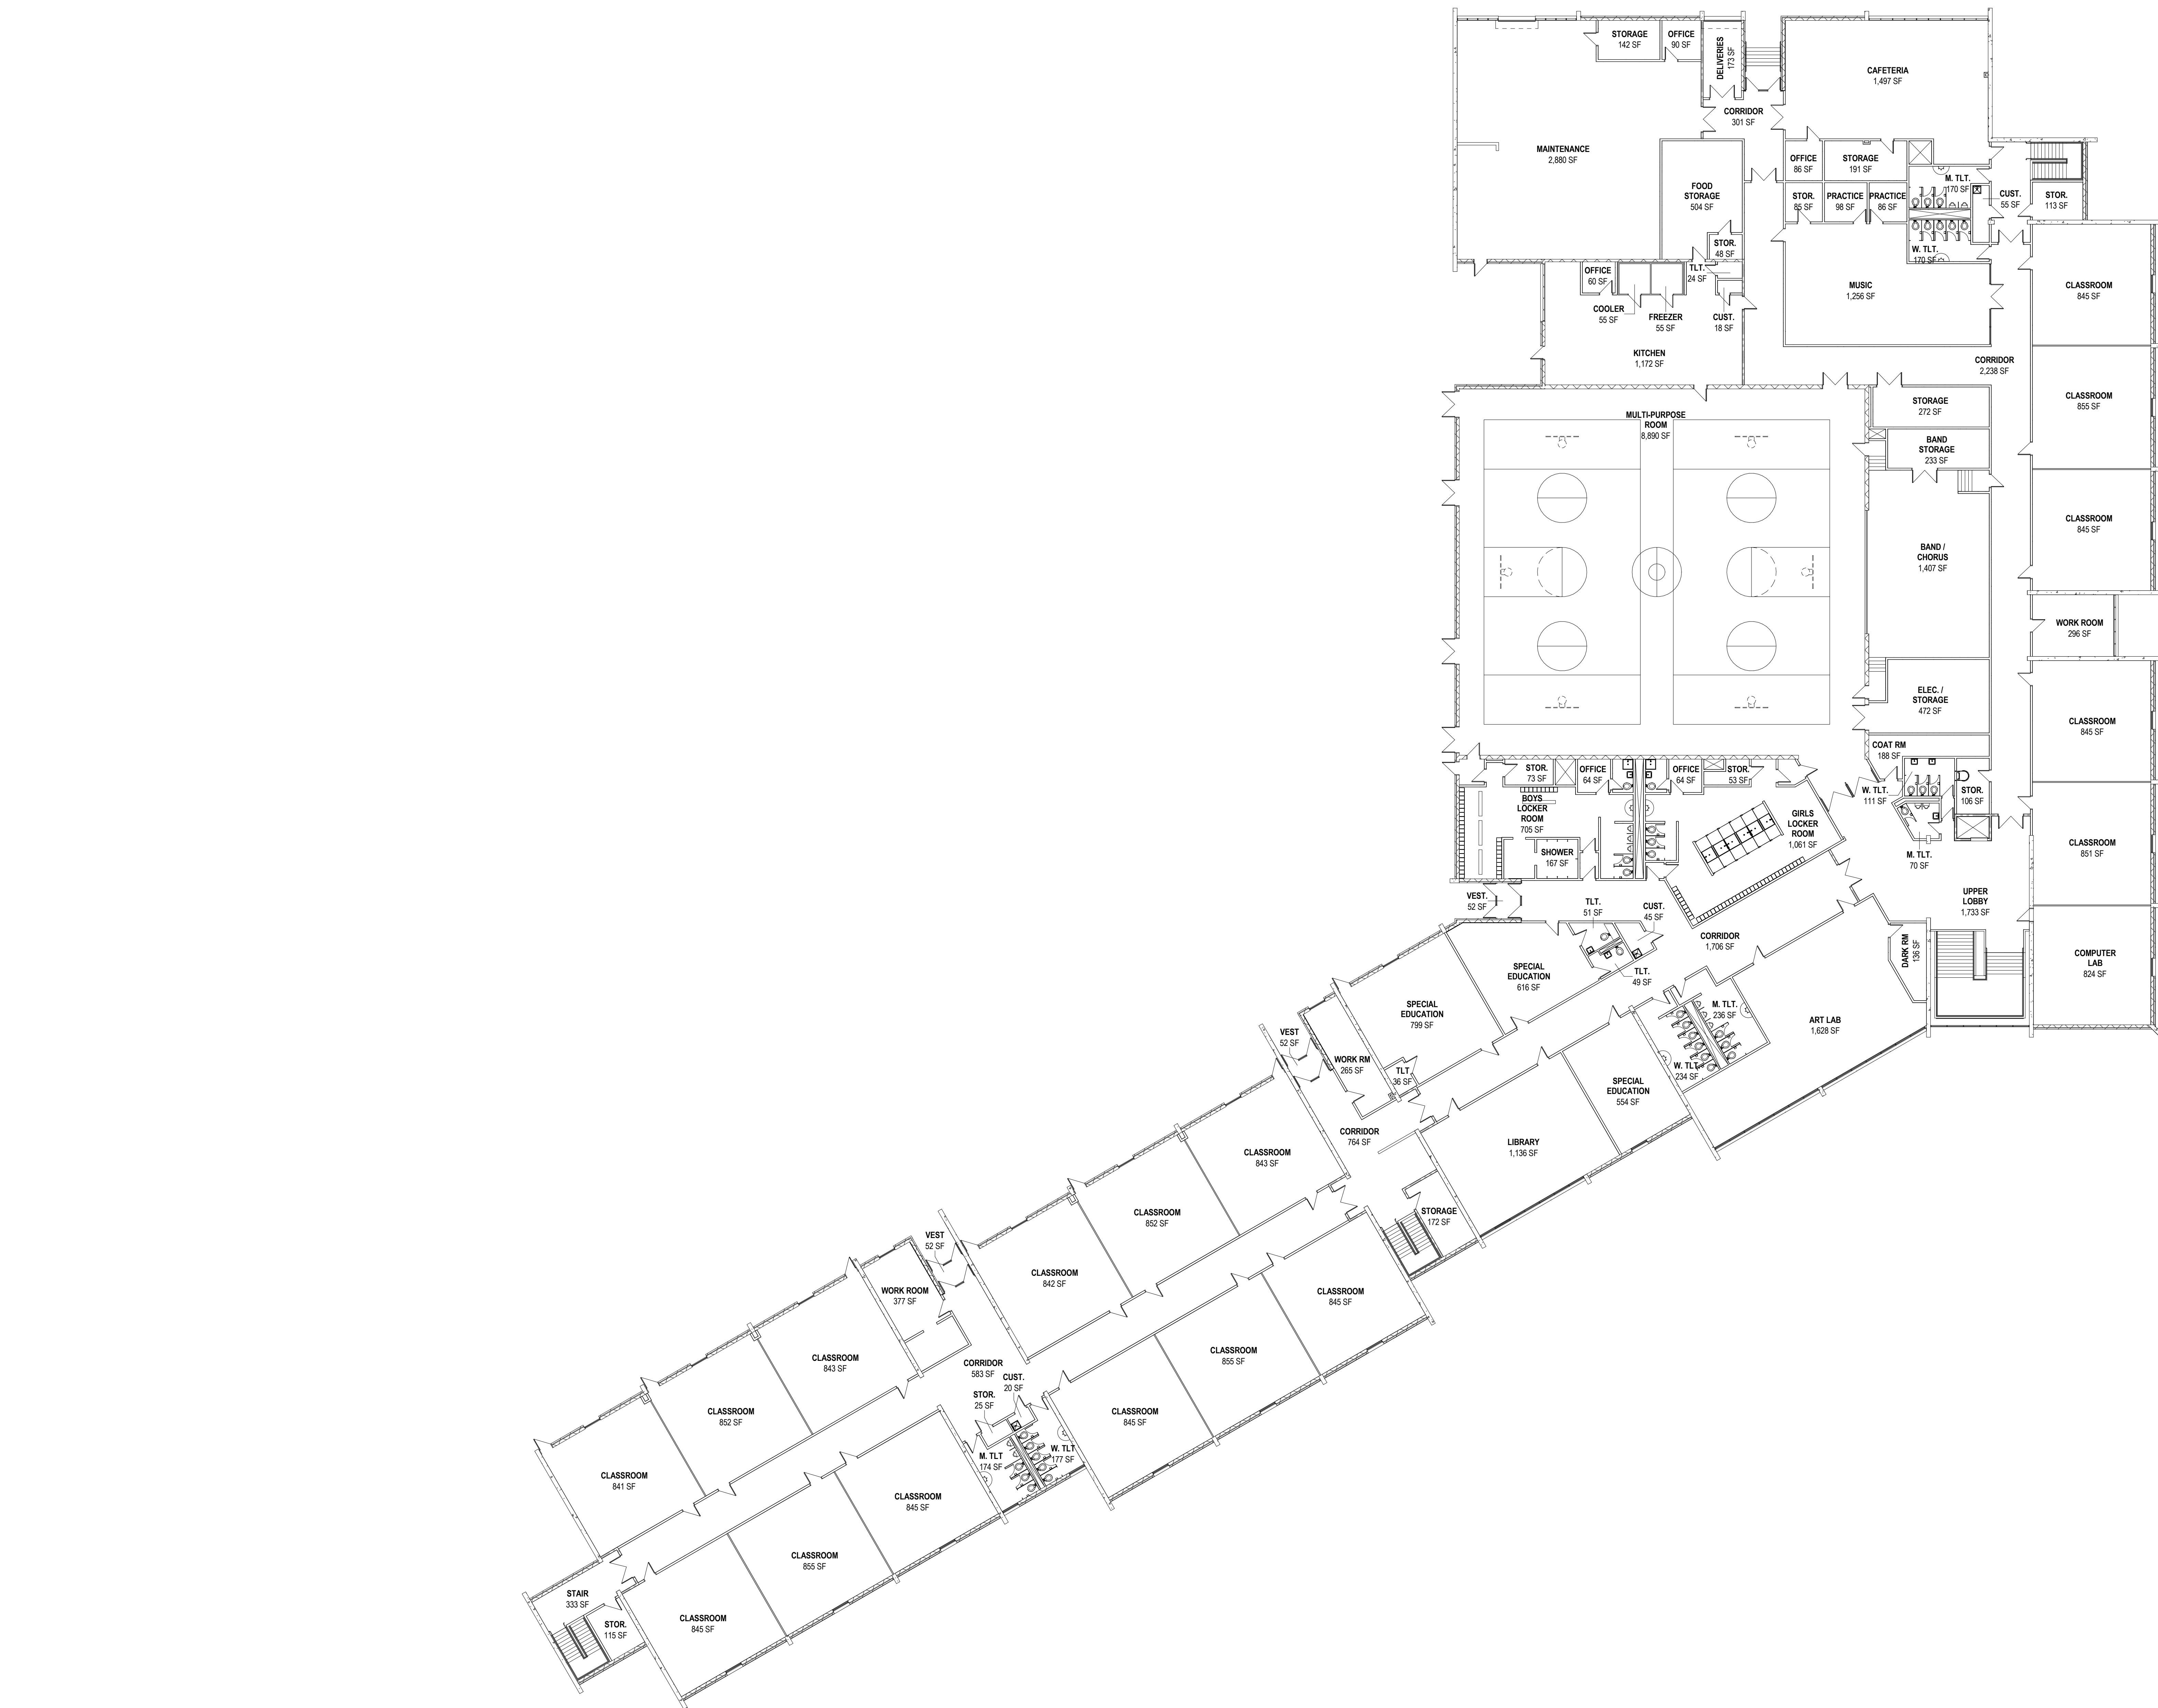 STORAGE
142 SF
OFFICE
90 SF
DELIVERIES
173 SF
CAFETERIA
1,497 SF
CORRIDOR
301 SF
MAINTENANCE
2,880 SF
OFFICE
86 SF
STORAGE
191 SF
FOOD
STORAGE
504 SF
M. TLT.
170 SF
STOR.
85 SF
PRACTICE
98 SF
PRACTICE
86 SF
CUST.
55 SF
STOR.
113 SF
STOR.
48 SF
W. TLT.
170 SF
OFFICE
60 SF
TLT.
24 SF
MUSIC
1,256 SF
CLASSROOM
845 SF
COOLER
55 SF
FREEZER
55 SF
CUST.
18 SF
KITCHEN
1,172 SF
CORRIDOR
2,238 SF
CLASSROOM
855 SF
STORAGE
272 SF
MULTI-PURPOSE
ROOM
8,890 SF
BAND
STORAGE
233 SF
CLASSROOM
845 SF
BAND /
CHORUS
1,407 SF
WORK ROOM
296 SF
ELEC. /
STORAGE
472 SF
CLASSROOM
845 SF
COAT RM
188 SF
STOR.
73 SF
OFFICE
64 SF
OFFICE
64 SF
STOR.
53 SF
W. TLT.
111 SF
STOR.
106 SF
BOYS
LOCKER
ROOM
705 SF
GIRLS
LOCKER
ROOM
1,061 SF
SHOWER
167 SF
M. TLT.
70 SF
CLASSROOM
851 SF
VEST.
52 SF
TLT.
51 SF
CUST.
45 SF
UPPER
LOBBY
1,733 SF
CORRIDOR
1,706 SF
DARK RM
136 SF
COMPUTER
LAB
824 SF
SPECIAL
EDUCATION
616 SF
TLT.
49 SF
SPECIAL
EDUCATION
799 SF
M. TLT.
236 SF
ART LAB
1,628 SF
VEST
52 SF
WORK RM
265 SF
TLT.
36 SF
W. TLT.
234 SF
SPECIAL
EDUCATION
554 SF
CORRIDOR
764 SF
LIBRARY
1,136 SF
CLASSROOM
843 SF
CLASSROOM
852 SF
STORAGE
172 SF
VEST
52 SF
CLASSROOM
842 SF
WORK ROOM
377 SF
CLASSROOM
845 SF
CLASSROOM
855 SF
CLASSROOM
843 SF
CORRIDOR
583 SF
CUST.
20 SF
STOR.
25 SF
CLASSROOM
852 SF
CLASSROOM
845 SF
W. TLT
177 SF
M. TLT
174 SF
CLASSROOM
841 SF
CLASSROOM
845 SF
CLASSROOM
855 SF
STAIR
333 SF
CLASSROOM
845 SF
STOR.
115 SF